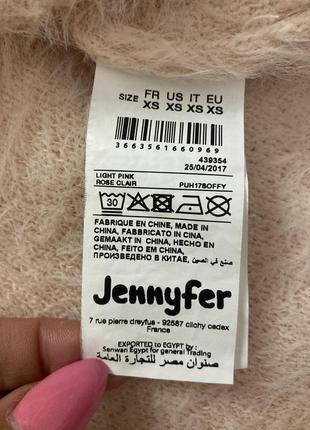 SIZE FR US IT EU
XS XS XS XS
3663561660969
439354
25/04/2017
LIGHT PINK
ROSE CLAIR PUH17SOFFY
30
FABRIQUE EN CHINE, MADE IN
CHINA, FABBRICATO IN CINA,
GEMAAKT IN CHINA, HECHO EN
CHINA, FEITO EM CHINA,
ПРОИЗВЕДЕНО В КИТАЕ, صنع في الصين
Jennyfer
7 rue pierre dreyfus - 92587 clichy cedex
France
EXPORTED to EGYPT by :
Senwan Egypt for general Trading
صنوان مصر للتجارة العامة